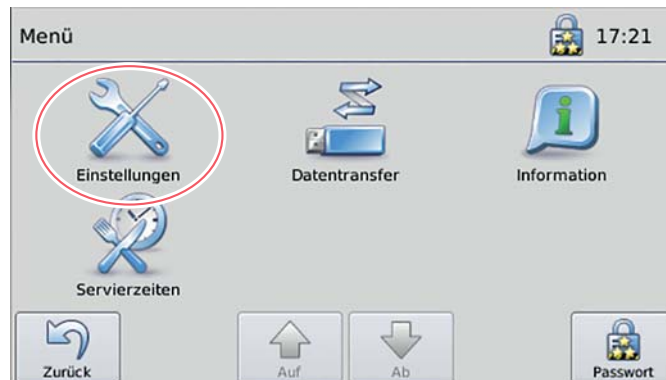 Menü 17:21
Einstellungen Datentransfer Information
Servierzeiten
Zurück Auf Ab Passwort